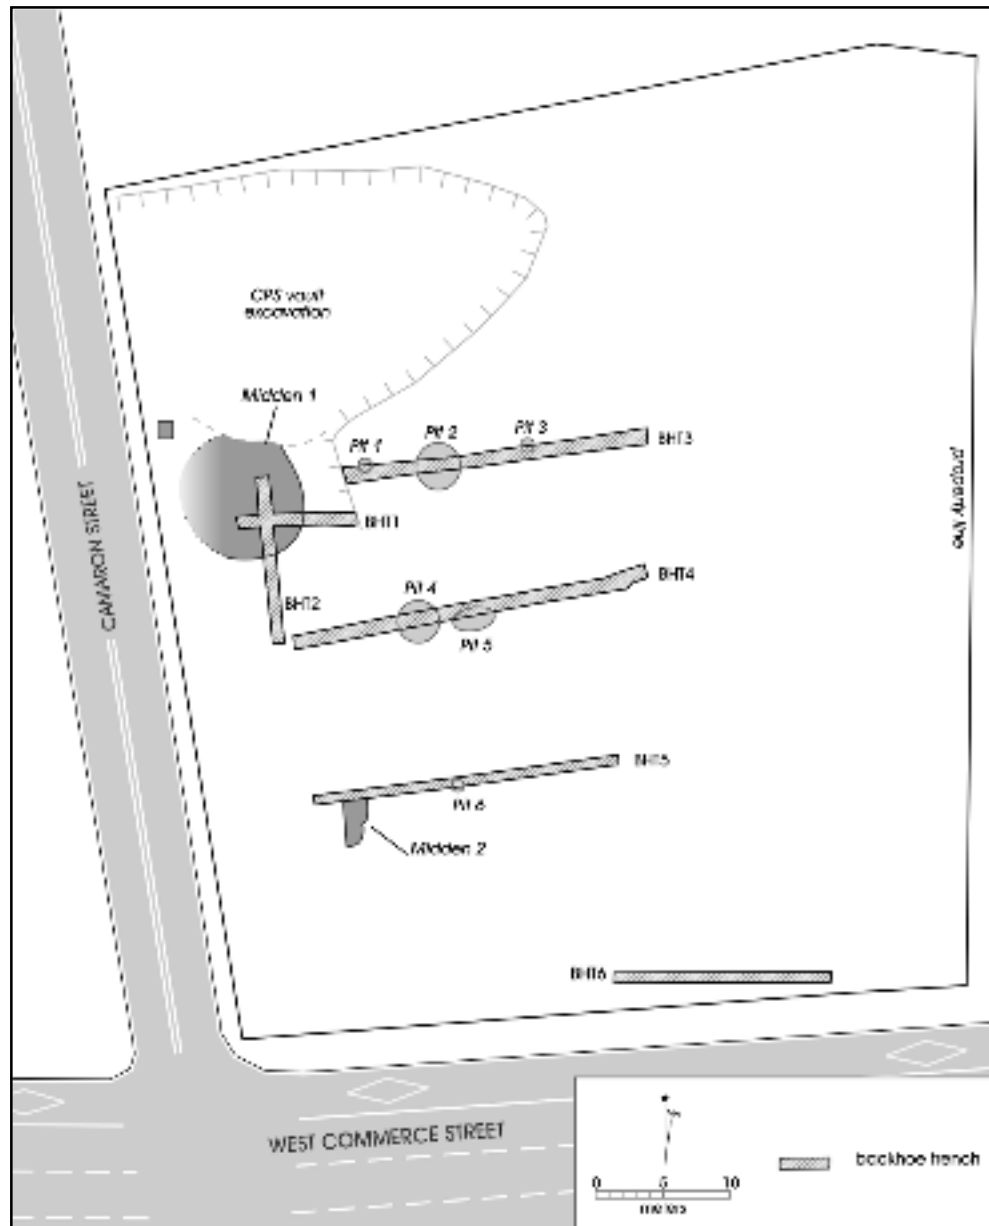 CPS vault
excavation
Midden 1
Pit 1
Pit 2
Pit 3
BHT3
property line
CAMARON STREET
BHT1
Pit 4
BHT4
BHT2
Pit 5
BHT5
Pit 6
Midden 2
BHT6
WEST COMMERCE STREET
backhoe trench
0 5 10
meters